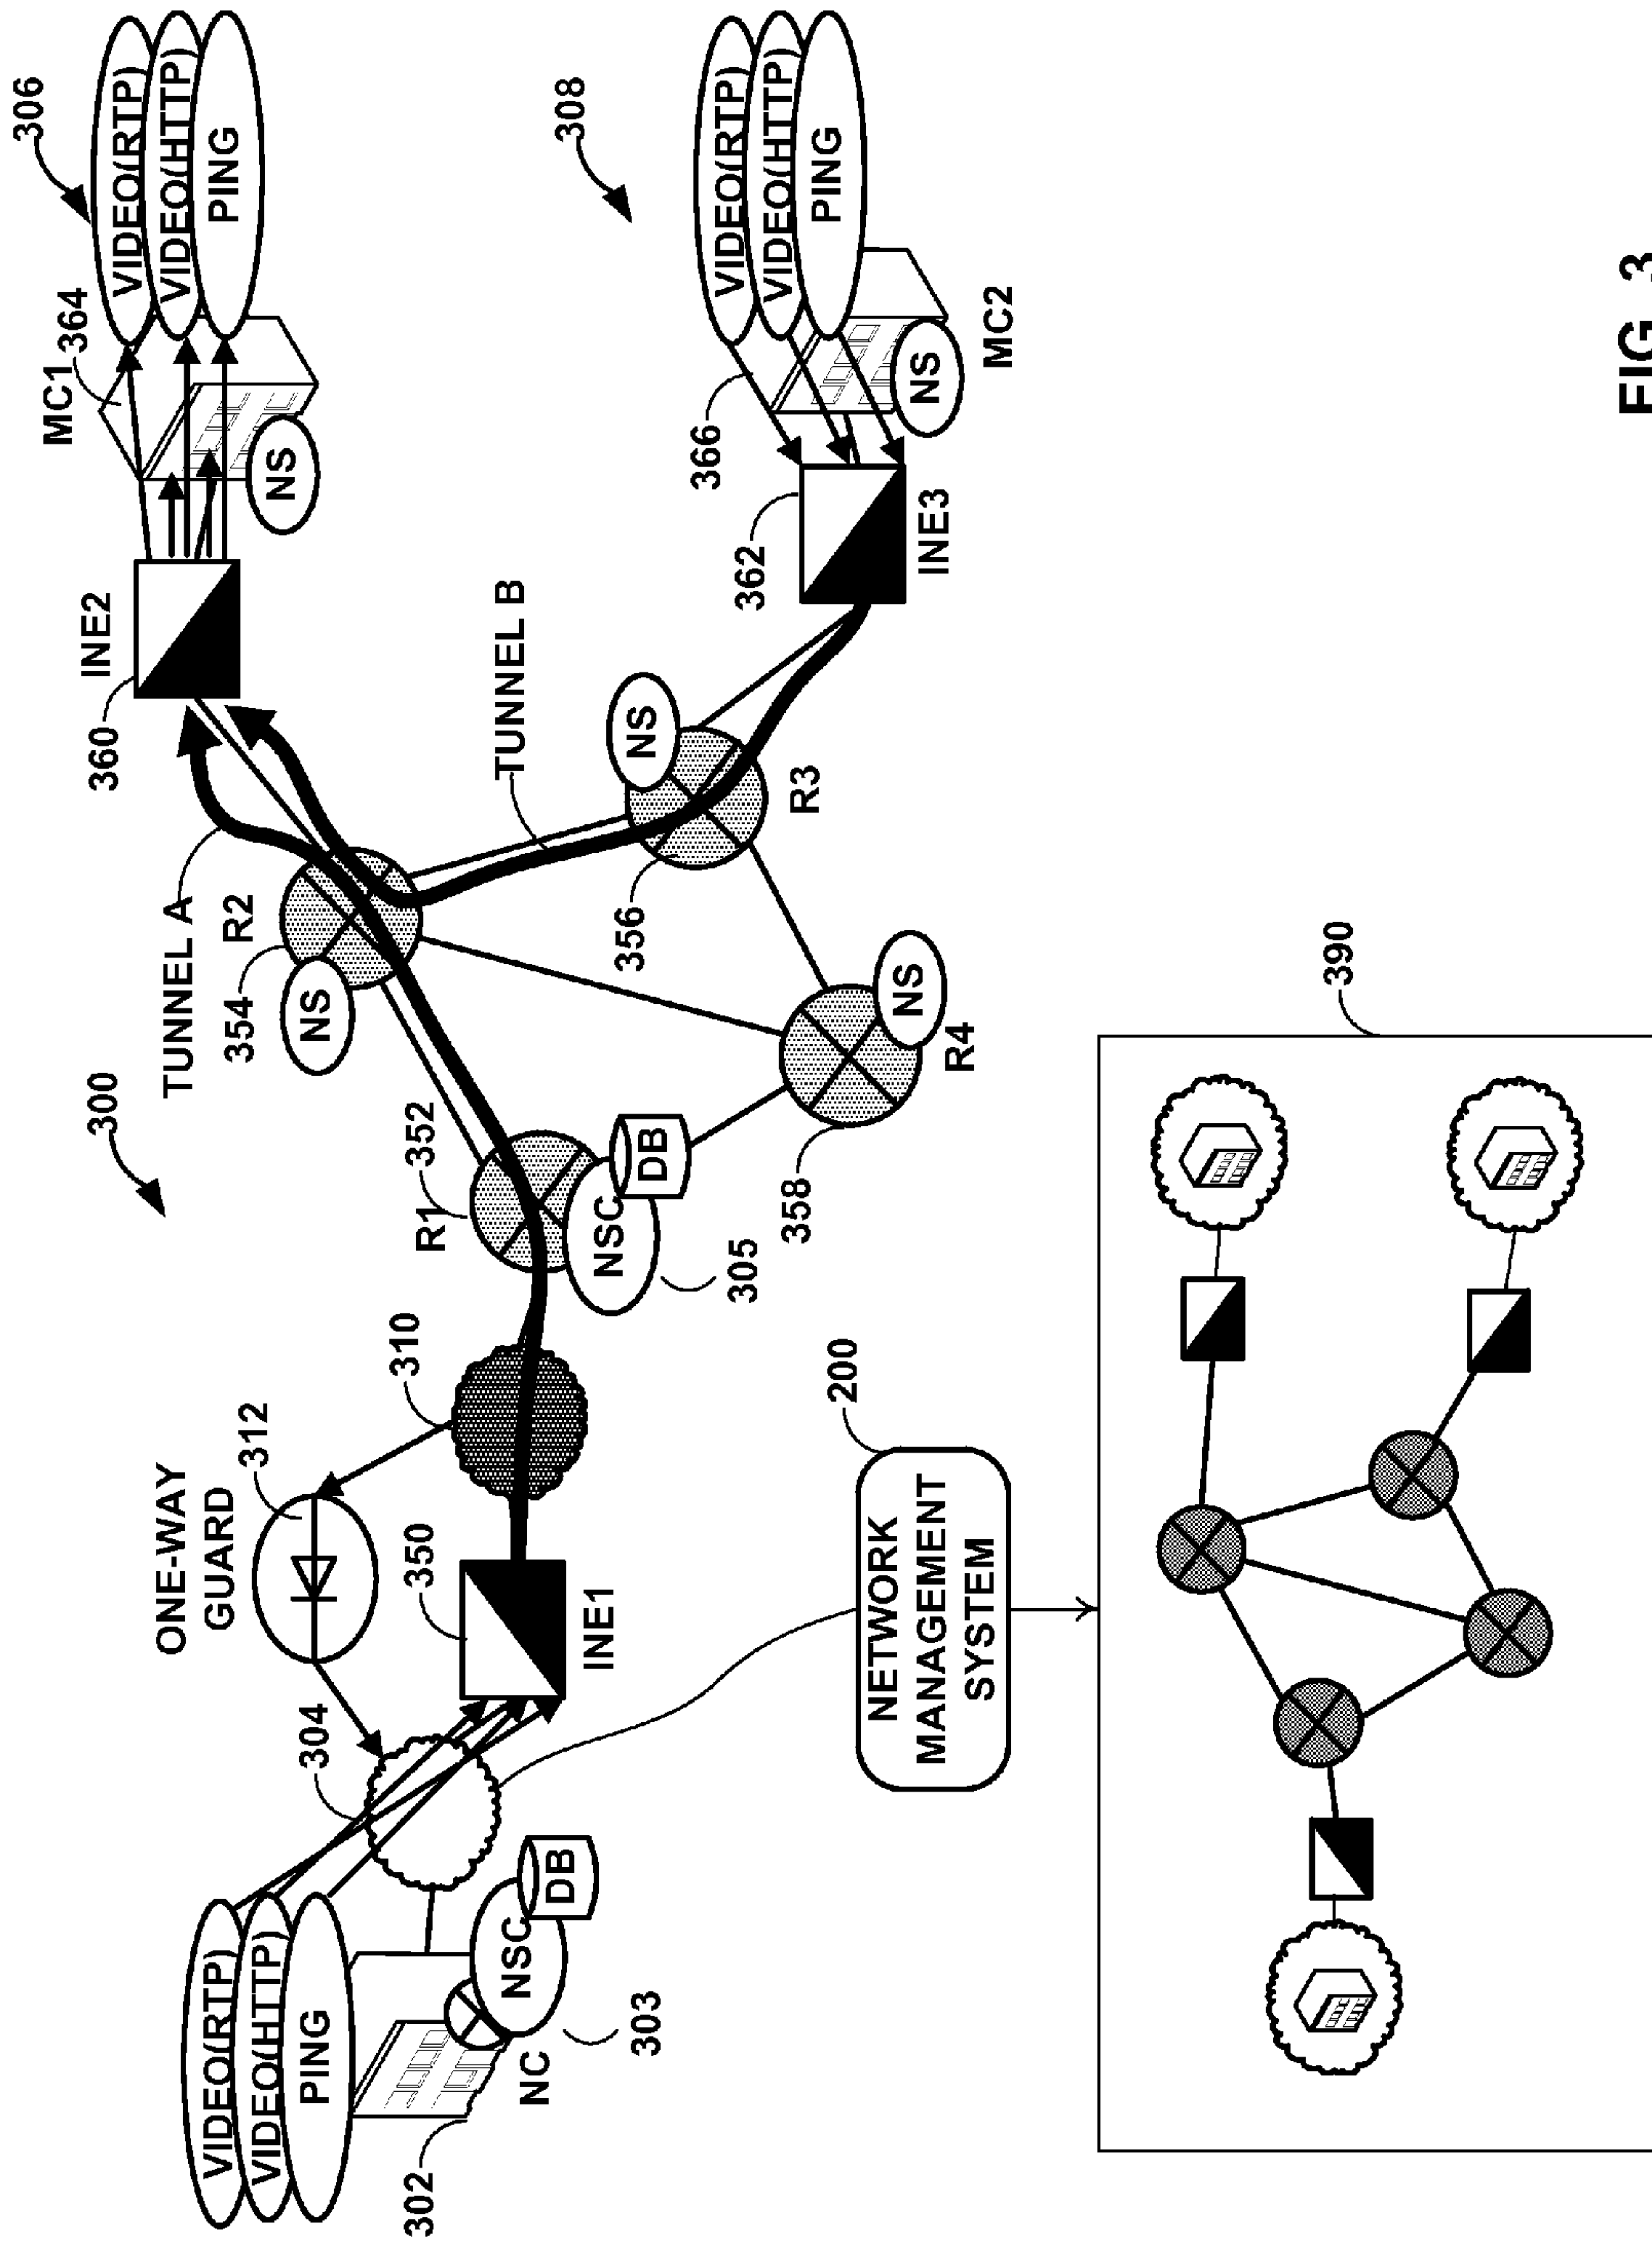 306
MC1
364
VIDEO(RTP)
VIDEO(HTTP)
PING
NS
INE2
360
300
TUNNEL A
R2
354
NS
ONE-WAY
GUARD
312
304
VIDEO(RTP)
VIDEO(HTTP)
PING
302
NC
NSC
DB
303
350
INE1
310
R1
352
NSC
DB
305
TUNNEL B
308
VIDEO(RTP)
VIDEO(HTTP)
PING
366
NS
MC2
362
INE3
NS
R3
356
358
NS
R4
200
NETWORK
MANAGEMENT
SYSTEM
390
FIG 3